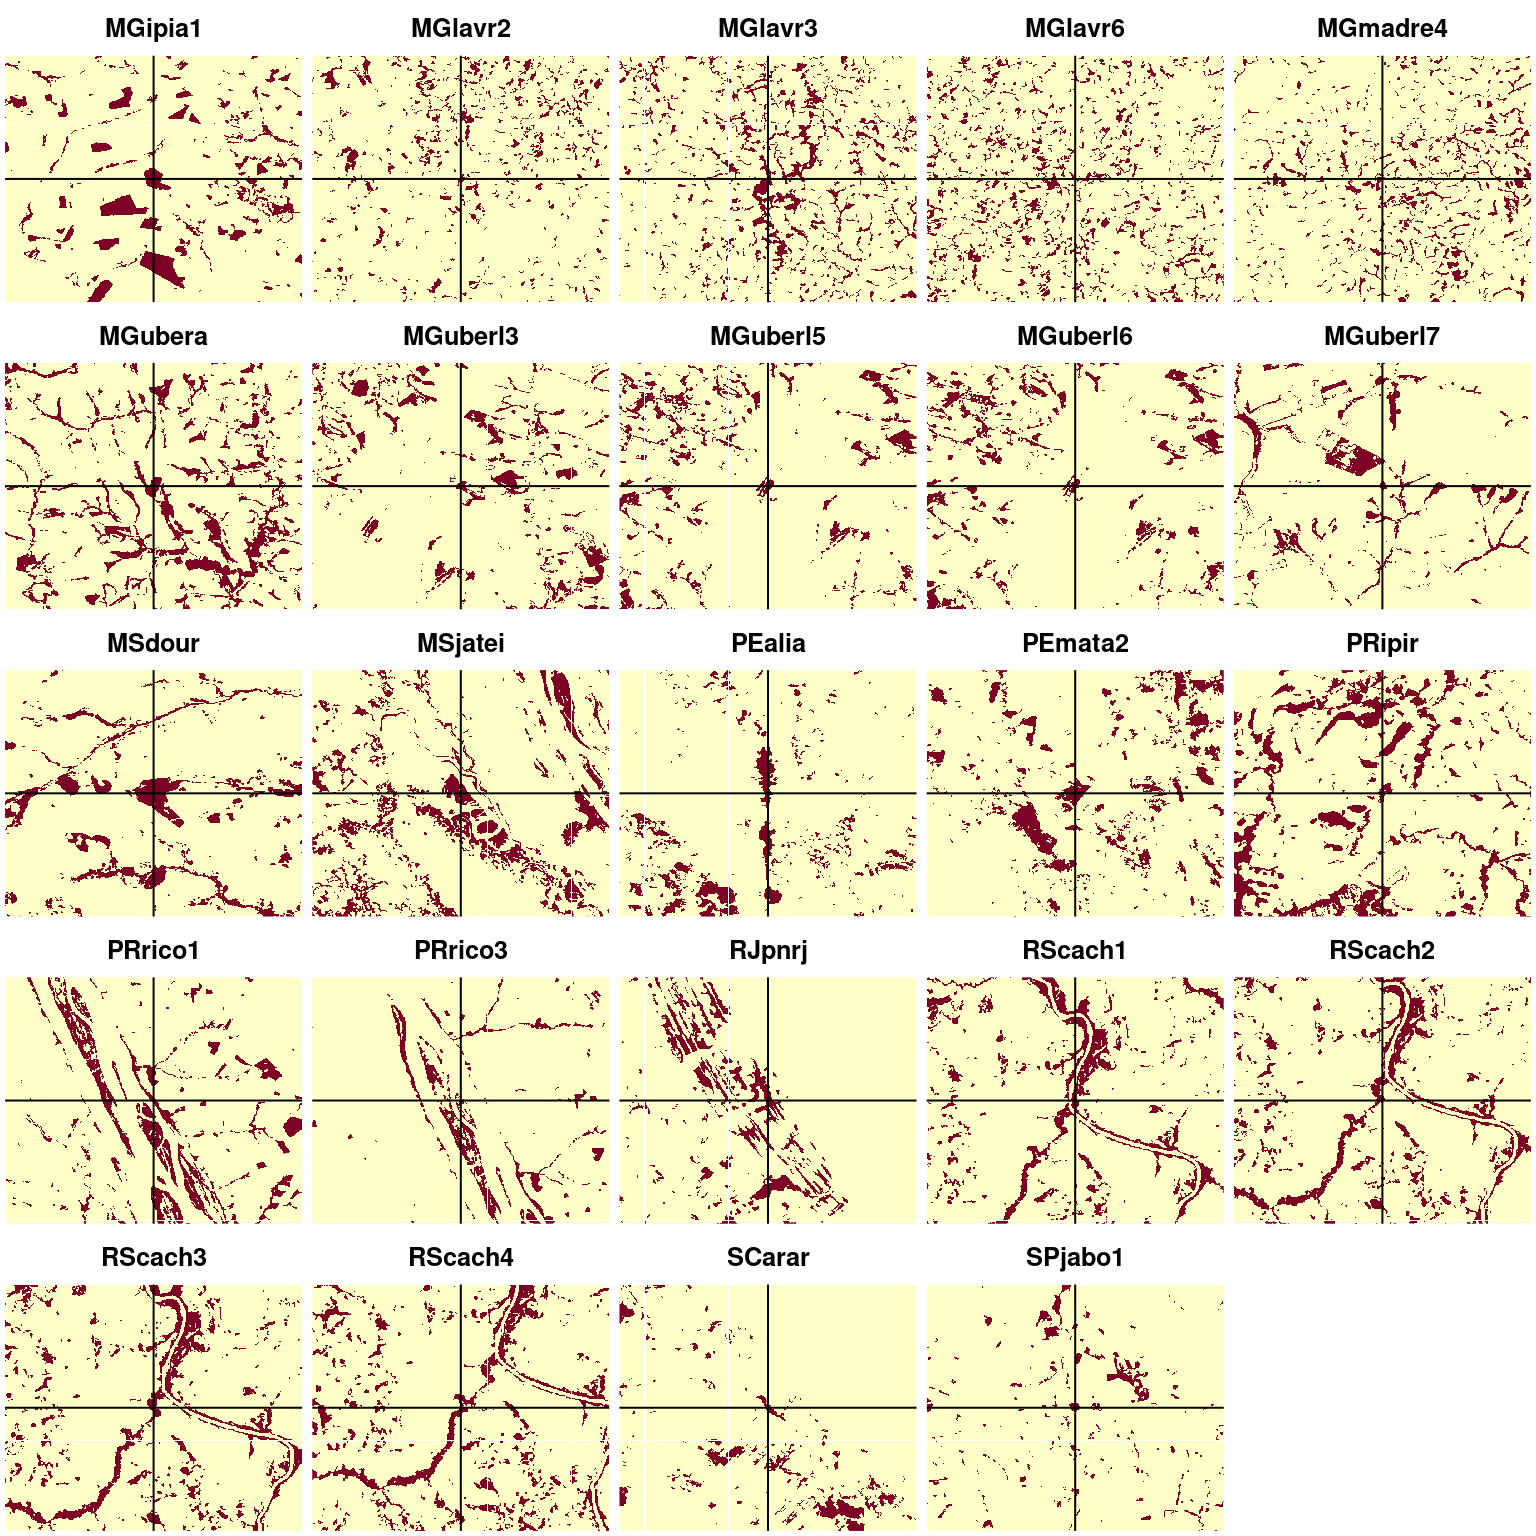 MGipia1 MGlavr2 MGlavr3 MGlavr6 MGmadre4
MGubera MGuberl3 MGuberl5 MGuberl6 MGuberl7
MSdour MSjatei PEalia PEmata2 PRipir
PRrico1 PRrico3 RJpnrj RScach1 RScach2
RScach3 RScach4 SCarar SPjabo1